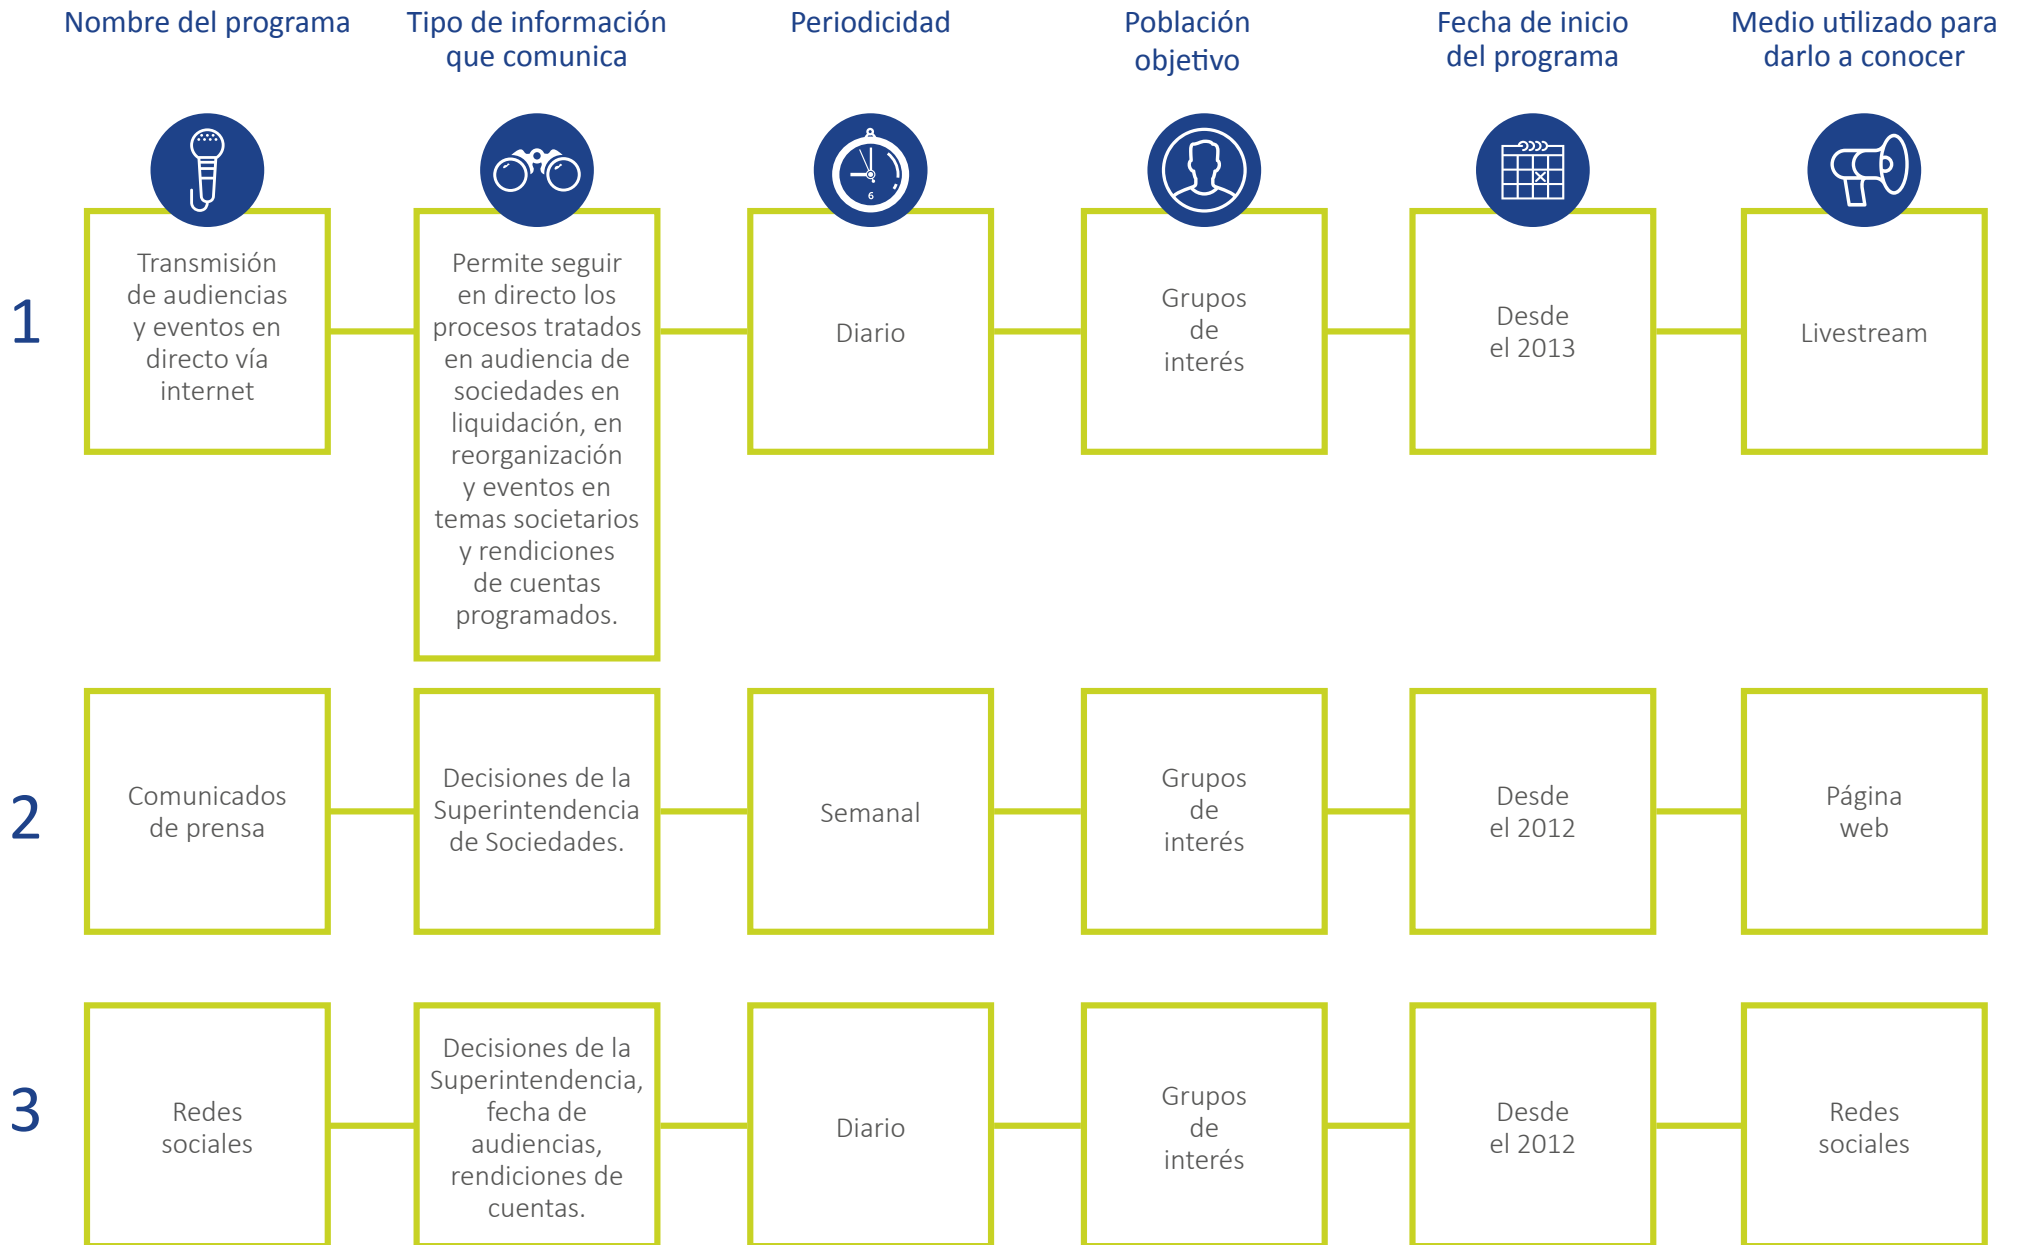 Nombre del programa
Tipo de información
que comunica
Periodicidad
Población
objetivo
Fecha de inicio
del programa
Medio utilizado para
darlo a conocer
6
1
Transmisión
de audiencias
y eventos en
directo vía
internet
Permite seguir
en directo los
procesos tratados
en audiencia de
sociedades en
liquidación, en
reorganización
y eventos en
temas societarios
y rendiciones
de cuentas
programados.
Diario
Grupos
de
interés
Desde
el 2013
Livestream
2
Comunicados
de prensa
Decisiones de la
Superintendencia
de Sociedades.
Semanal
Grupos
de
interés
Desde
el 2012
Página
web
3
Redes
sociales
Decisiones de la
Superintendencia,
fecha de
audiencias,
rendiciones de
cuentas.
Diario
Grupos
de
interés
Desde
el 2012
Redes
sociales